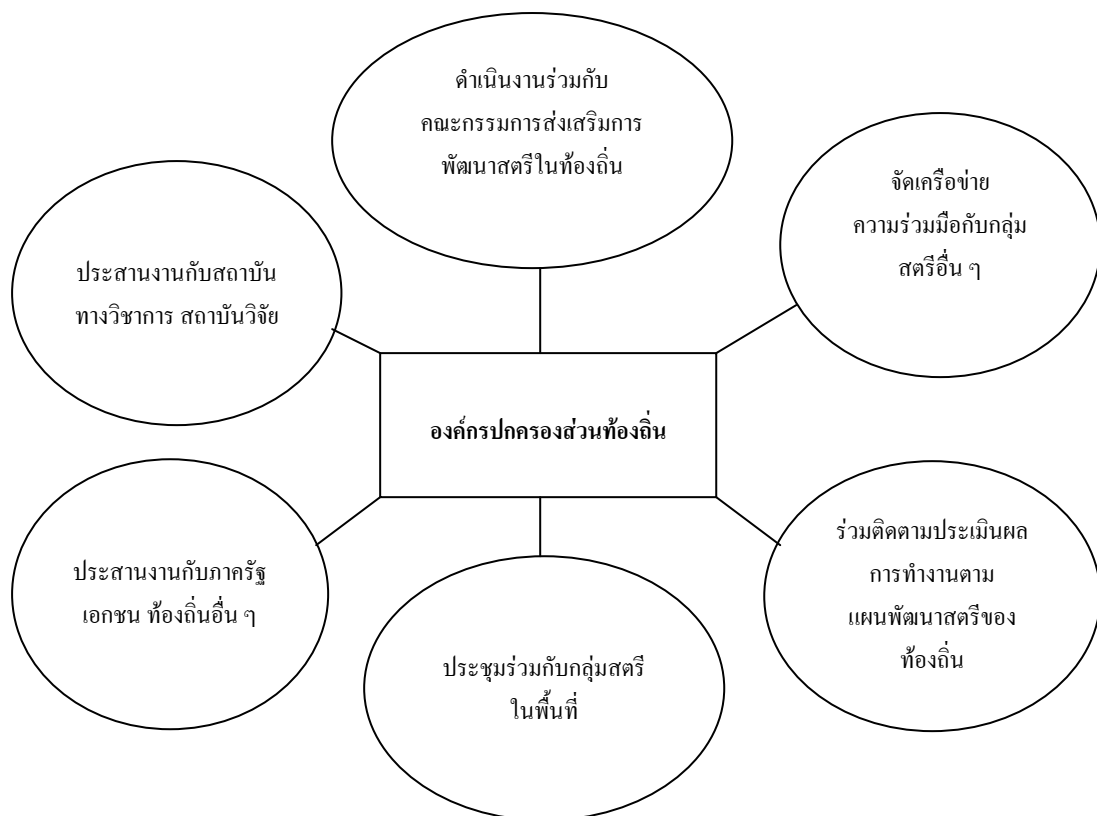 ดำเนินงานร่วมกับ
คณะกรรมการส่งเสริมการ
พัฒนาสตรีในท้องถิ่น
จัดเครือข่าย
ความร่วมมือกับกลุ่ม
สตรีอื่น ๆ
ประสานงานกับสถาบัน
ทางวิชาการ สถาบันวิจัย
องค์กรปกครองส่วนท้องถิ่น
ร่วมติดตามประเมินผล
การทำงานตาม
แผนพัฒนาสตรีของ
ท้องถิ่น
ประสานงานกับภาครัฐ
เอกชน ท้องถิ่นอื่น ๆ
ประชุมร่วมกับกลุ่มสตรี
ในพื้นที่